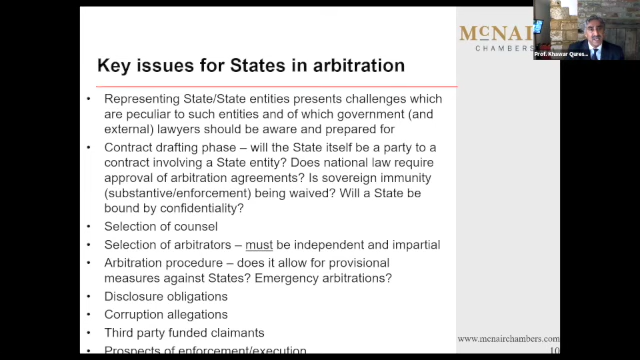 McNAIR
CHAMBERS
Prof. Khawar Qures...
Key issues for States in arbitration
• Representing State/State entities presents challenges which
are peculiar to such entities and of which government (and
external) lawyers should be aware and prepared for
• Contract drafting phase – will the State itself be a party to a
contract involving a State entity? Does national law require
approval of arbitration agreements? Is sovereign immunity
(substantive/enforcement) being waived? Will a State be
bound by confidentiality?
• Selection of counsel
• Selection of arbitrators – must be independent and impartial
• Arbitration procedure – does it allow for provisional
measures against States? Emergency arbitrations?
• Disclosure obligations
• Corruption allegations
• Third party funded claimants
• Prospects of enforcement/execution
www.mcnairchambers.com
10